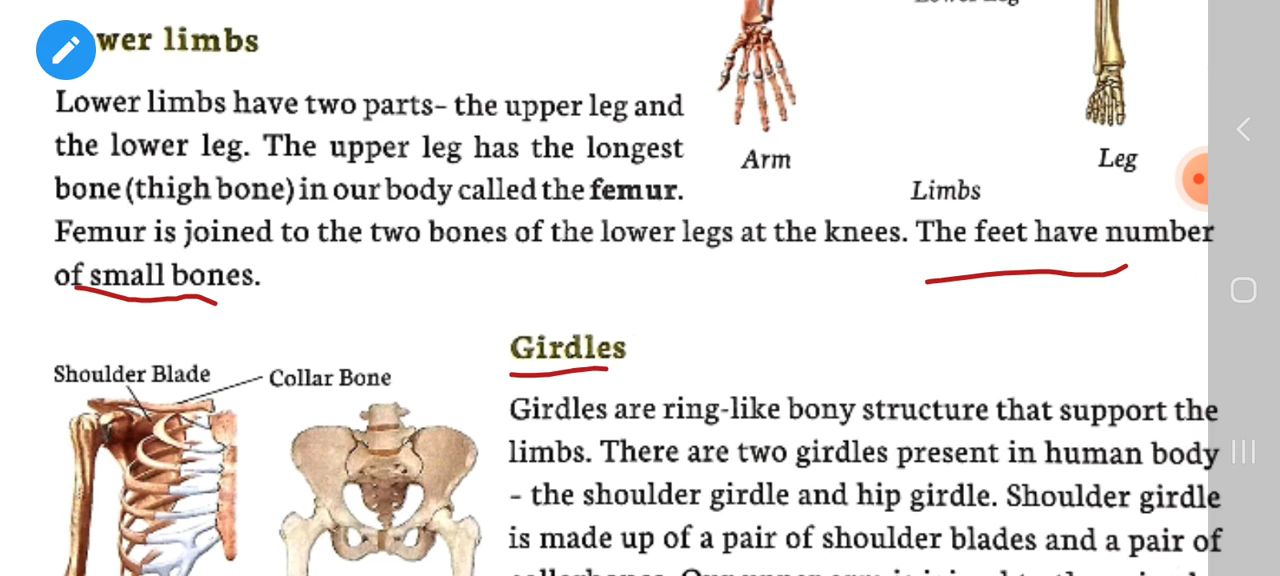 wer limbs
Lower limbs have two parts- the upper leg and
the lower leg. The upper leg has the longest
bone (thigh bone) in our body called the femur.
Femur is joined to the two bones of the lower legs at the knees. The feet have number
of small bones.
Arm
Leg
Limbs
Shoulder Blade
Collar Bone
Girdles
Girdles are ring-like bony structure that support the
limbs. There are two girdles present in human body
- the shoulder girdle and hip girdle. Shoulder girdle
is made up of a pair of shoulder blades and a pair of